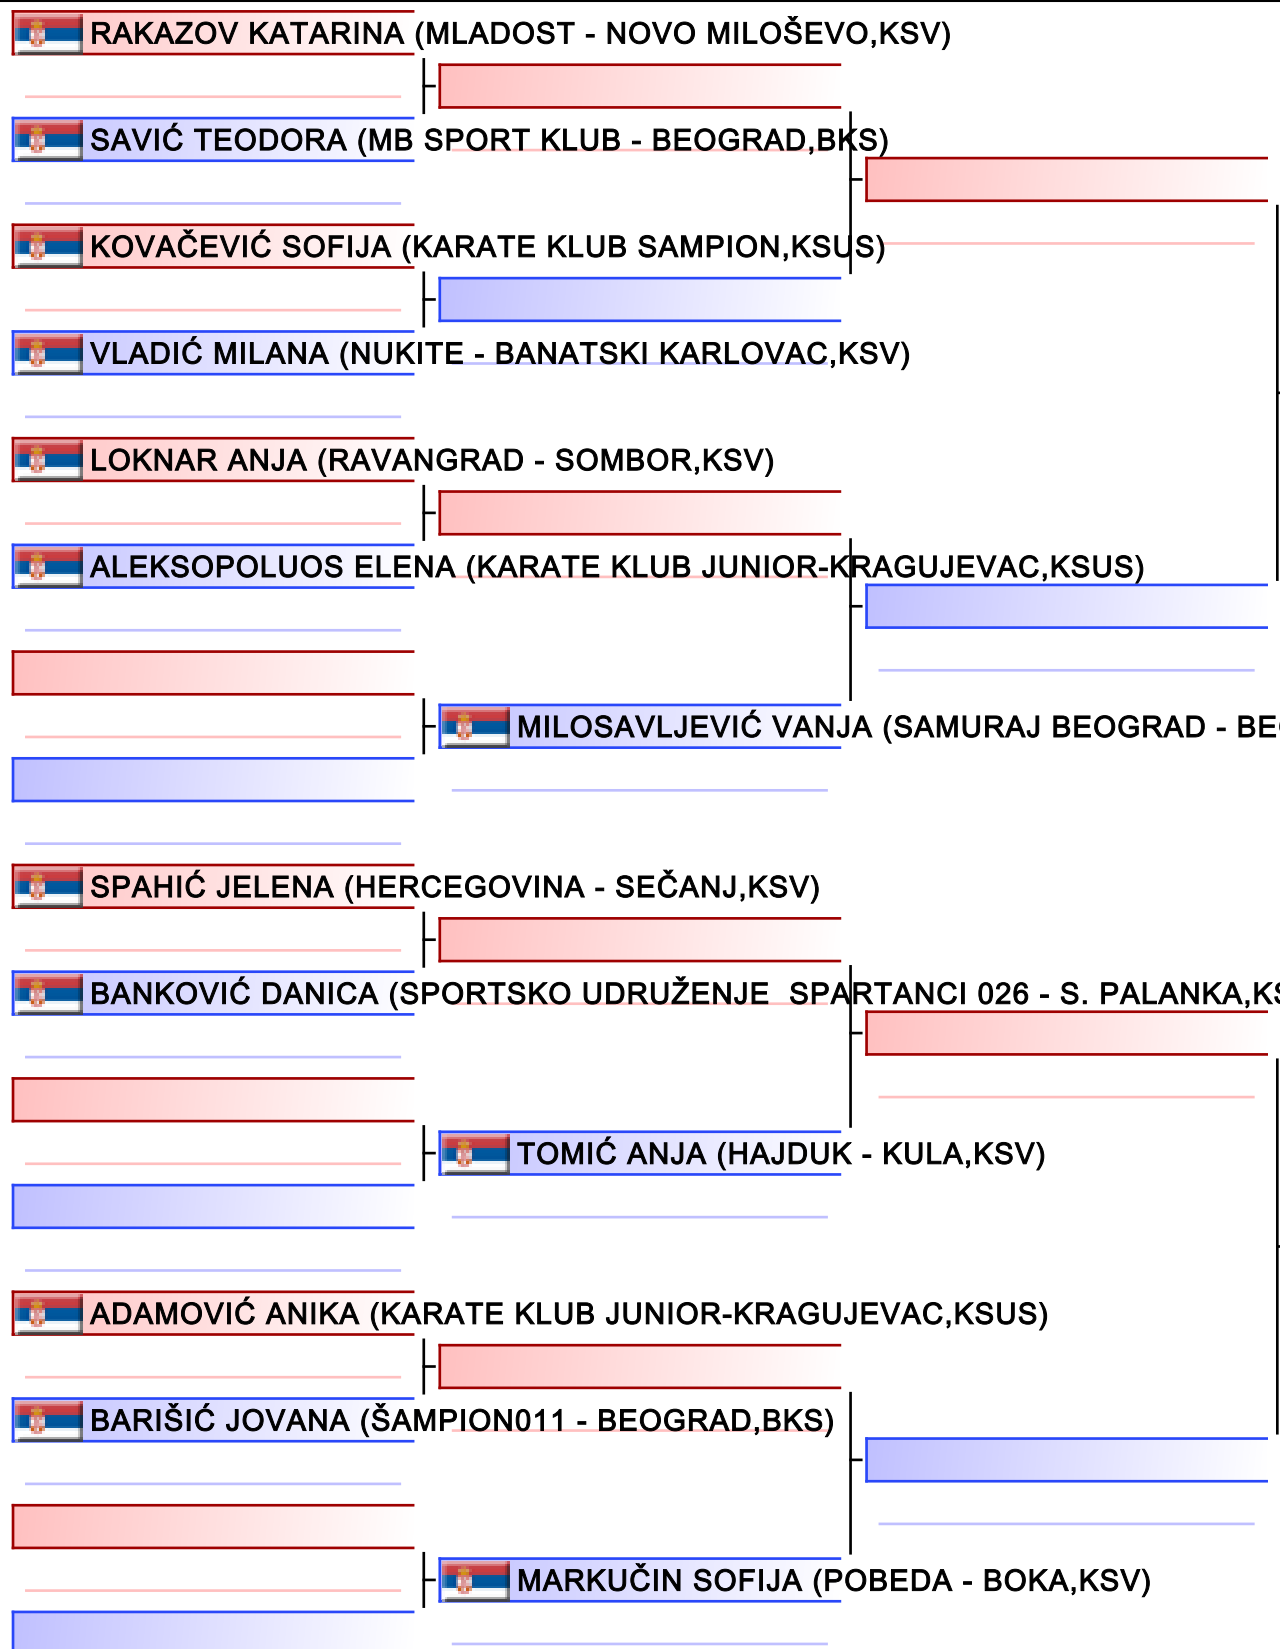 RAKAZOV KATARINA (MLADOST - NOVO MILOŠEVO,KSV)
SAVIĆ TEODORA (MB SPORT KLUB - BEOGRAD,BKS)
KOVAČEVIĆ SOFIJA (KARATE KLUB SAMPION,KSUS)
VLADIĆ MILANA (NUKITE - BANATSKI KARLOVAC,KSV)
LOKNAR ANJA (RAVANGRAD - SOMBOR,KSV)
ALEKSOPOLUOS ELENA (KARATE KLUB JUNIOR-KRAGUJEVAC,KSUS)
MILOSAVLJEVIĆ VANJA (SAMURAJ BEOGRAD -
SPAHIĆ JELENA (HERCEGOVINA - SEČANJ,KSV)
BANKOVIĆ DANICA (SPORTSKO UDRUŽENJE  SPARTANCI 026 - S. PALANKA,
TOMIĆ ANJA (HAJDUK - KULA,KSV)
ADAMOVIĆ ANIKA (KARATE KLUB JUNIOR-KRAGUJEVAC,KSUS)
BARIŠIĆ JOVANA (ŠAMPION011 - BEOGRAD,BKS)
MARKUČIN SOFIJA (POBEDA - BOKA,KSV)